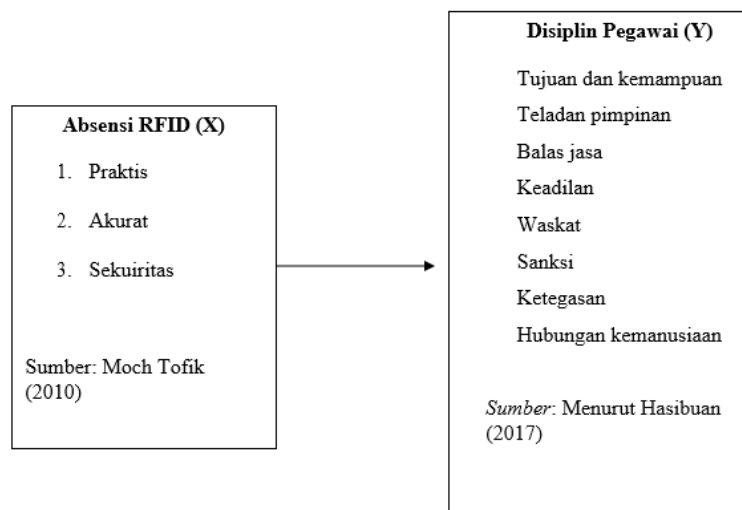 Absensi RFID (X)
1. Praktis
2. Akurat
3. Sekuiritas
Sumber: Moch Tofik
(2010)
Disiplin Pegawai (Y)
Tujuan dan kemampuan
Teladan pimpinan
Balas jasa
Keadilan
Waskat
Sanksi
Ketegasan
Hubungan kemanusiaan
Sumber: Menurut Hasibuan
(2017)